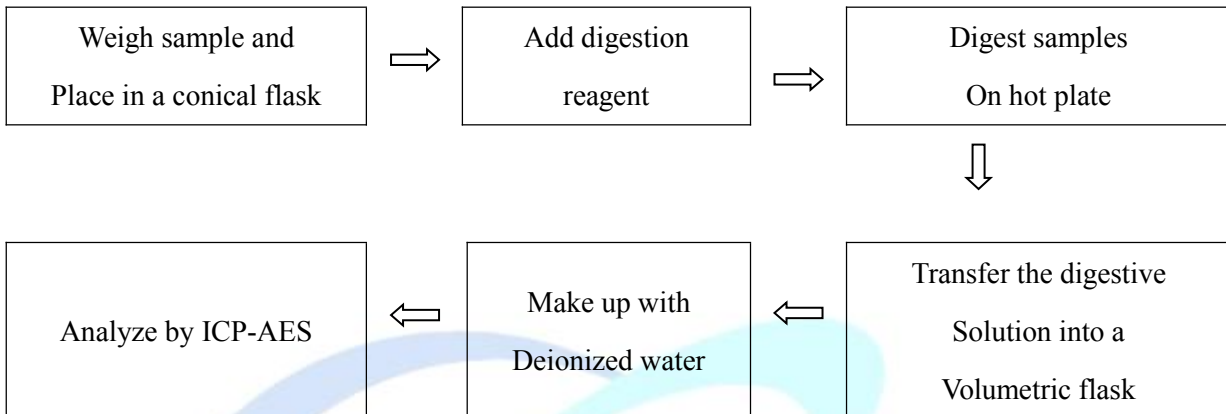 Weigh sample and
Place in a conical flask
Add digestion
reagent
Digest samples
On hot plate
Transfer the digestive
Solution into a
Volumetric flask
Make up with
Deionized water
Analyze by ICP-AES